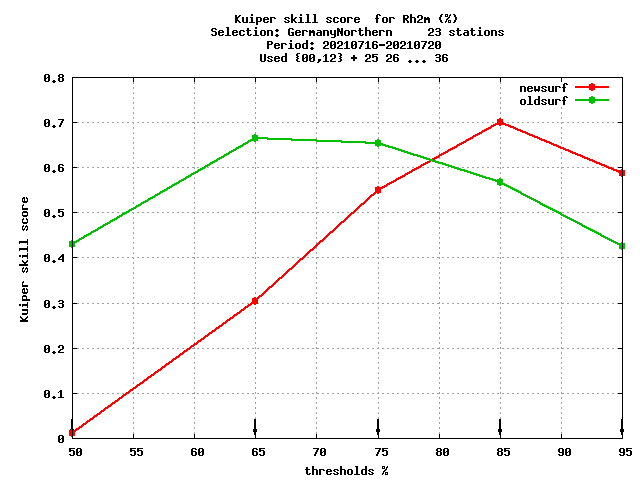 Kuiper skill score  for Rh2m (%)
Selection: GermanyNorthern     23 stations
Period: 20210716-20210720
Used {00,12} + 25 26 ... 36
newsurf
oldsurf
Kuiper skill score
0.8
0.7
0.6
0.5
0.4
0.3
0.2
0.1
0
50 55 60 65 70 75 80 85 90 95
thresholds %